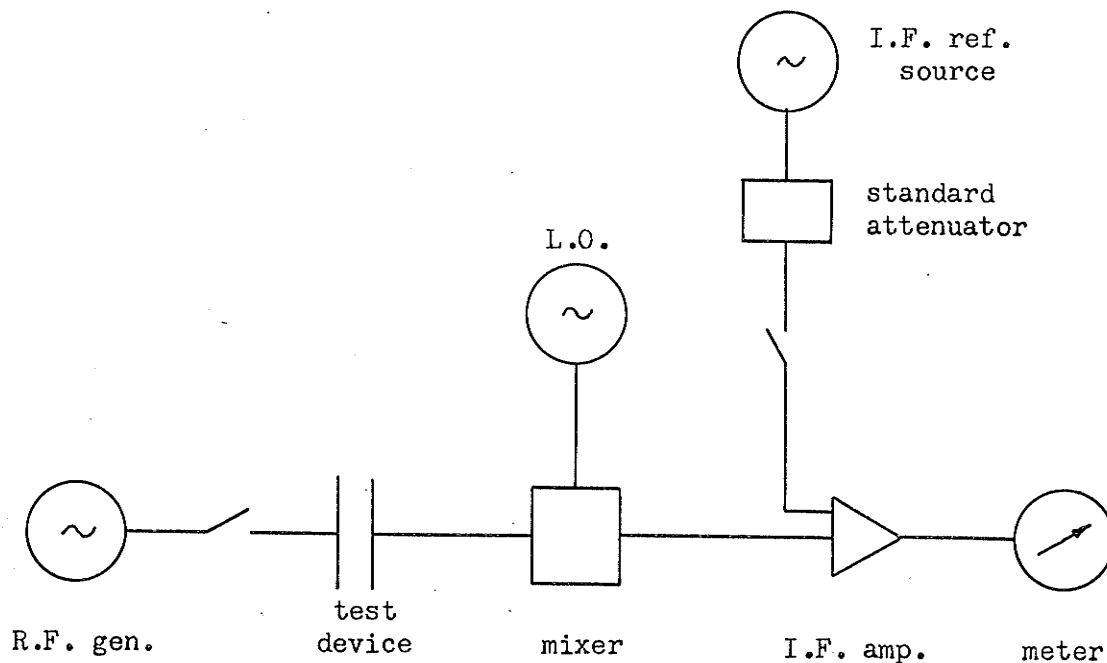 I.F. ref.
source
standard
attenuator
L.O.
R.F. gen.
test
device
mixer
I.F. amp.
meter